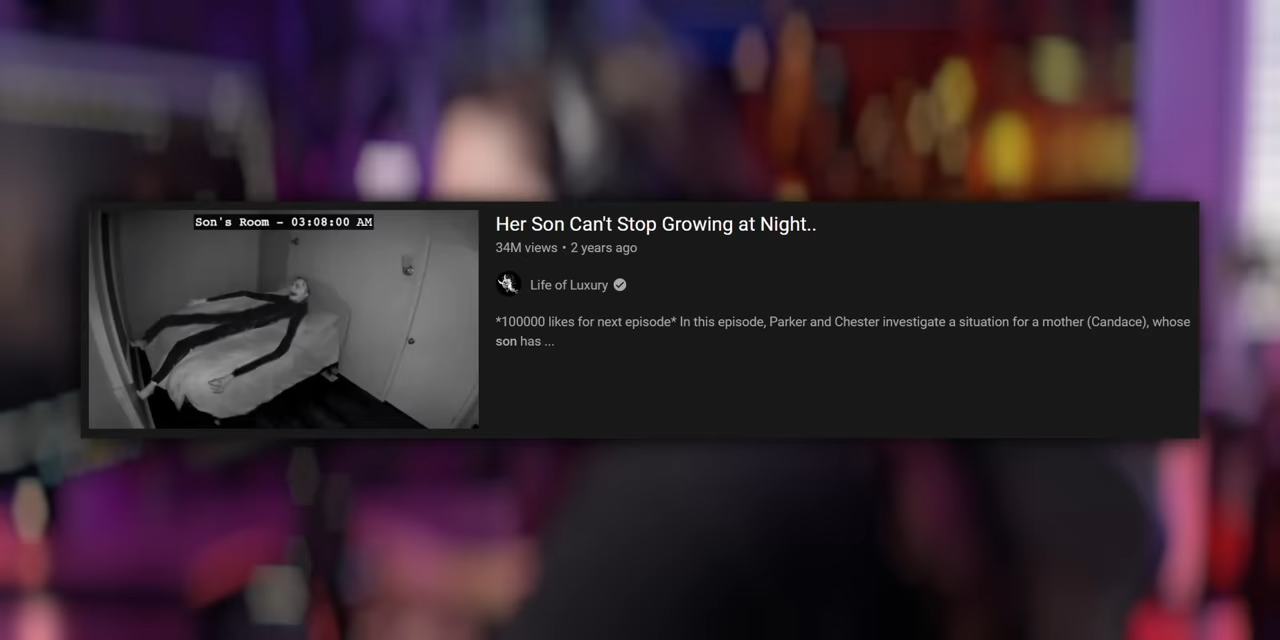 Son's Room - 03:08:00 AM
Her Son Can't Stop Growing at Night..
34M views • 2 years ago
Life of Luxury
*100000 likes for next episode* In this episode, Parker and Chester investigate a situation for a mother (Candace), whose
son has ...